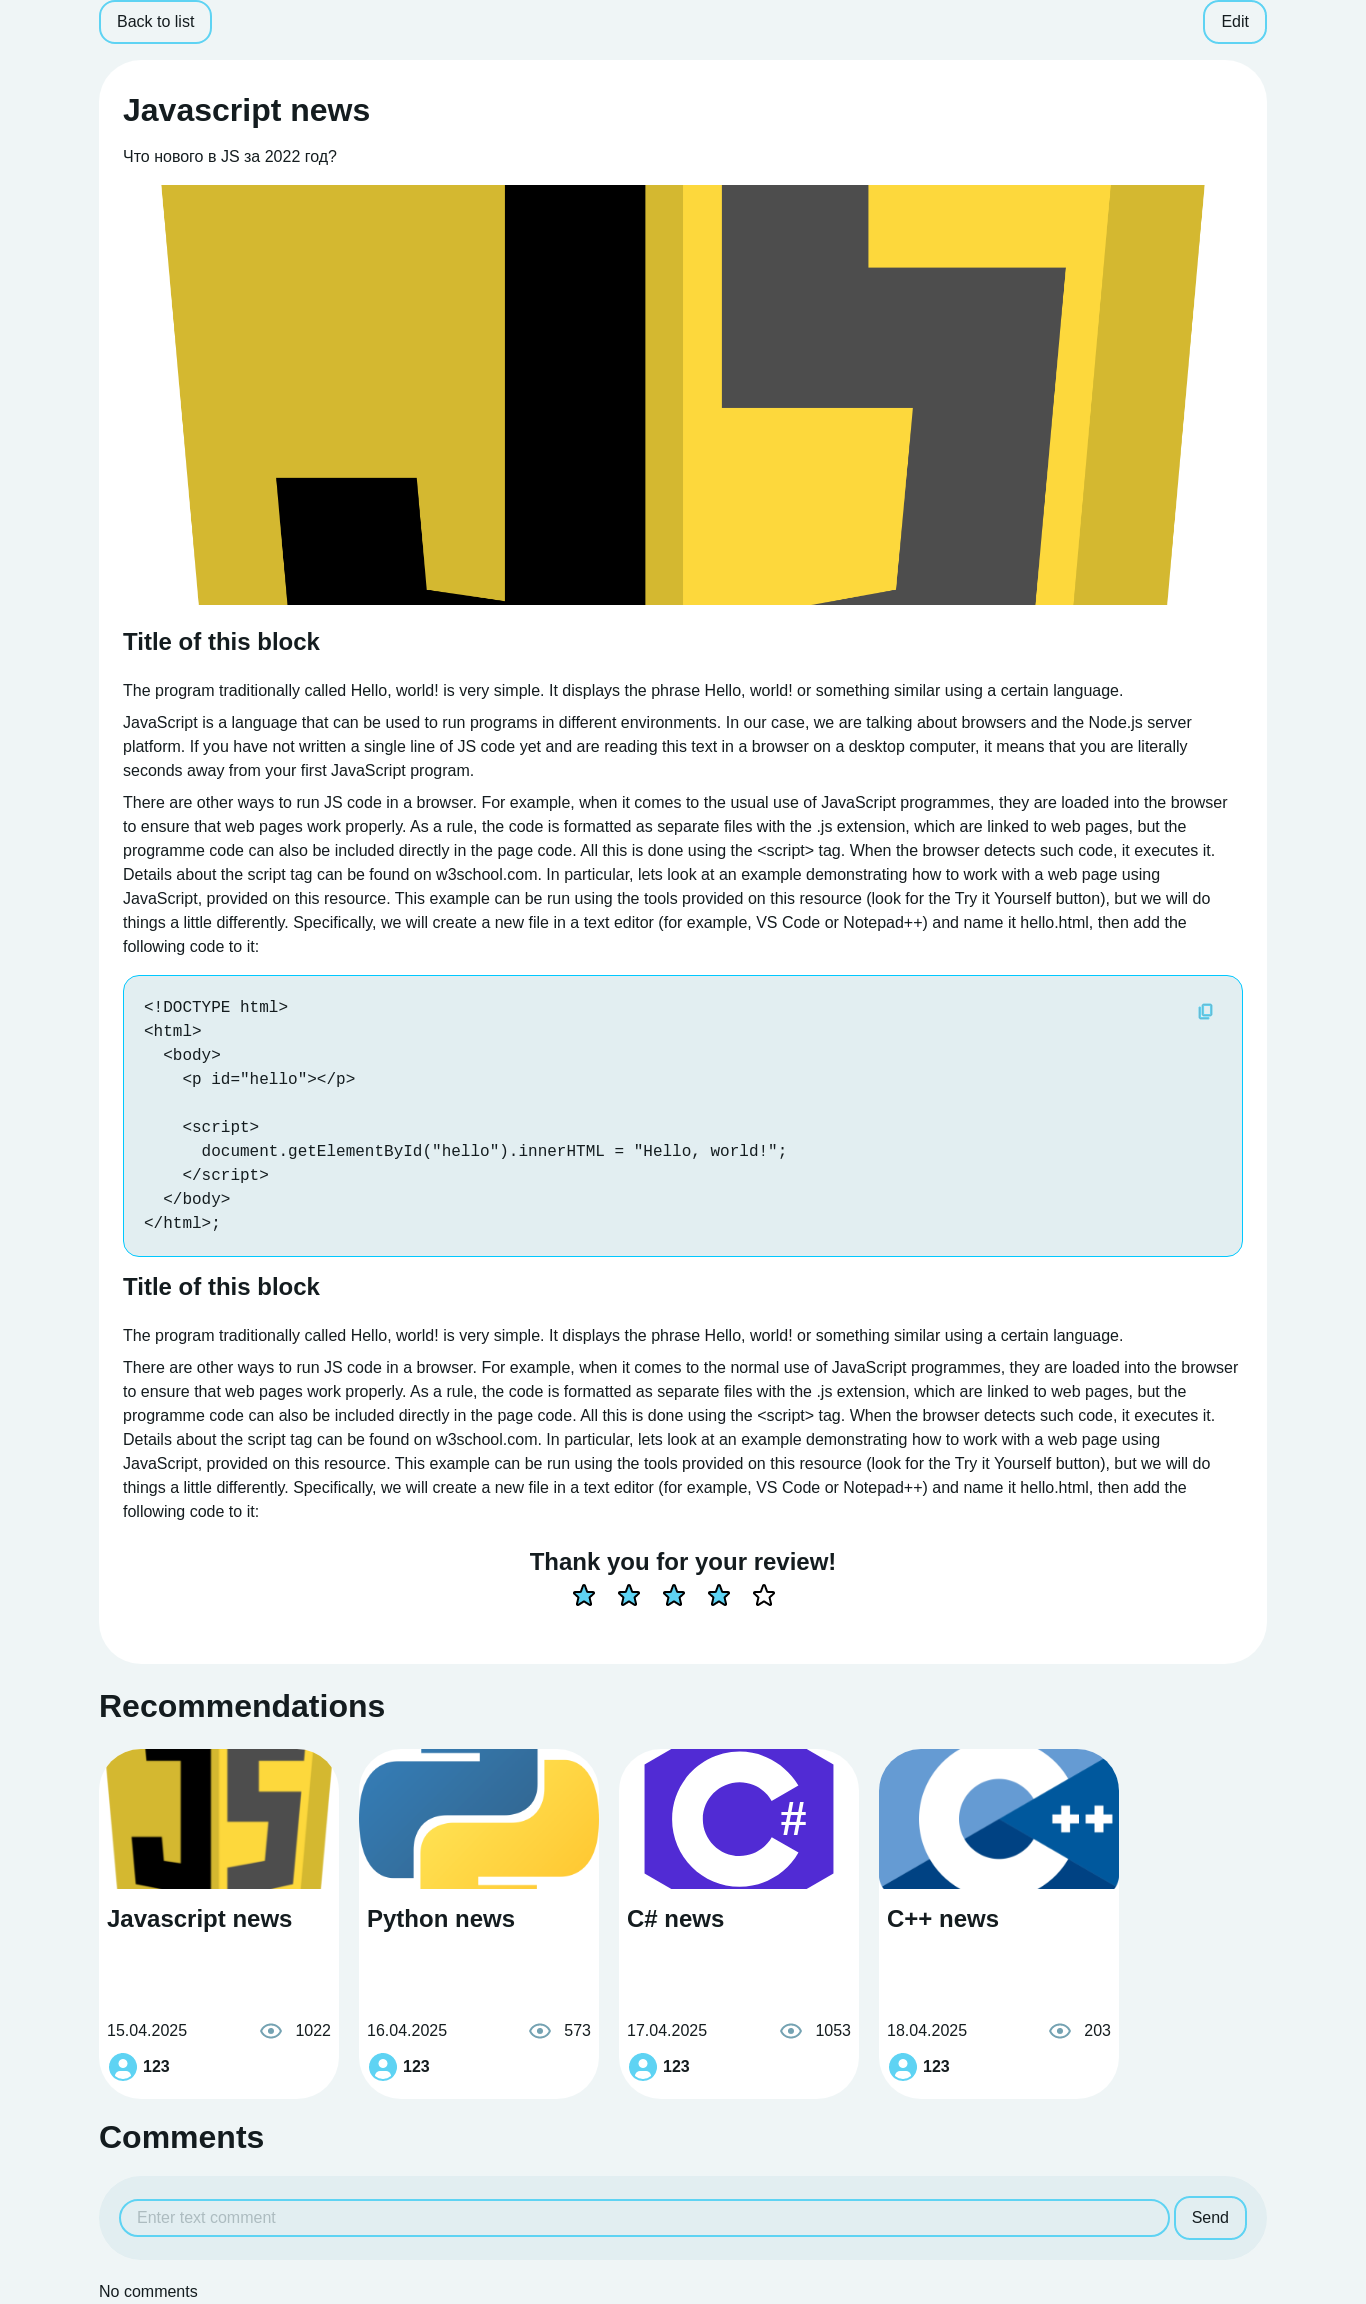 Back to list
Edit
Javascript news
Что нового в JS за 2022 год?
JS
Title of this block
The program traditionally called Hello, world! is very simple. It displays the phrase Hello, world! or something similar using a certain language.
JavaScript is a language that can be used to run programs in different environments. In our case, we are talking about browsers and the Node.js server
platform. If you have not written a single line of JS code yet and are reading this text in a browser on a desktop computer, it means that you are literally
seconds away from your first JavaScript program.
There are other ways to run JS code in a browser. For example, when it comes to the usual use of JavaScript programmes, they are loaded into the browser
to ensure that web pages work properly. As a rule, the code is formatted as separate files with the .js extension, which are linked to web pages, but the
programme code can also be included directly in the page code. All this is done using the <script> tag. When the browser detects such code, it executes it.
Details about the script tag can be found on w3school.com. In particular, lets look at an example demonstrating how to work with a web page using
JavaScript, provided on this resource. This example can be run using the tools provided on this resource (look for the Try it Yourself button), but we will do
things a little differently. Specifically, we will create a new file in a text editor (for example, VS Code or Notepad++) and name it hello.html, then add the
following code to it:
<!DOCTYPE html>
<html>
  <body>
    <p id="hello"></p>
    <script>
      document.getElementById("hello").innerHTML = "Hello, world!";
    </script>
  </body>
</html>;
Title of this block
The program traditionally called Hello, world! is very simple. It displays the phrase Hello, world! or something similar using a certain language.
There are other ways to run JS code in a browser. For example, when it comes to the normal use of JavaScript programmes, they are loaded into the browser
to ensure that web pages work properly. As a rule, the code is formatted as separate files with the .js extension, which are linked to web pages, but the
programme code can also be included directly in the page code. All this is done using the <script> tag. When the browser detects such code, it executes it.
Details about the script tag can be found on w3school.com. In particular, lets look at an example demonstrating how to work with a web page using
JavaScript, provided on this resource. This example can be run using the tools provided on this resource (look for the Try it Yourself button), but we will do
things a little differently. Specifically, we will create a new file in a text editor (for example, VS Code or Notepad++) and name it hello.html, then add the
following code to it:
Thank you for your review!
Recommendations
JS
C#
C++
Javascript news
Python news
C# news
C++ news
15.04.2025 1022
16.04.2025 573
17.04.2025 1053
18.04.2025 203
123
123
123
123
Comments
Enter text comment
Send
No comments